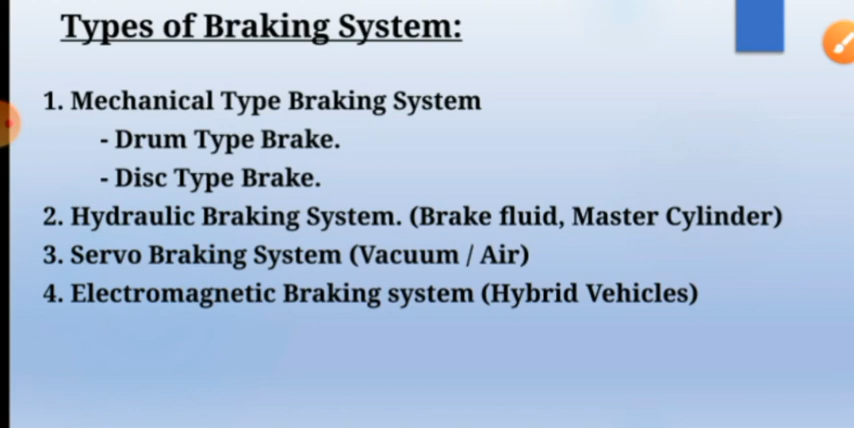 Types of Braking System:
1. Mechanical Type Braking System
- Drum Type Brake.
- Disc Type Brake.
2. Hydraulic Braking System. (Brake fluid, Master Cylinder)
3. Servo Braking System (Vacuum / Air)
4. Electromagnetic Braking system (Hybrid Vehicles)